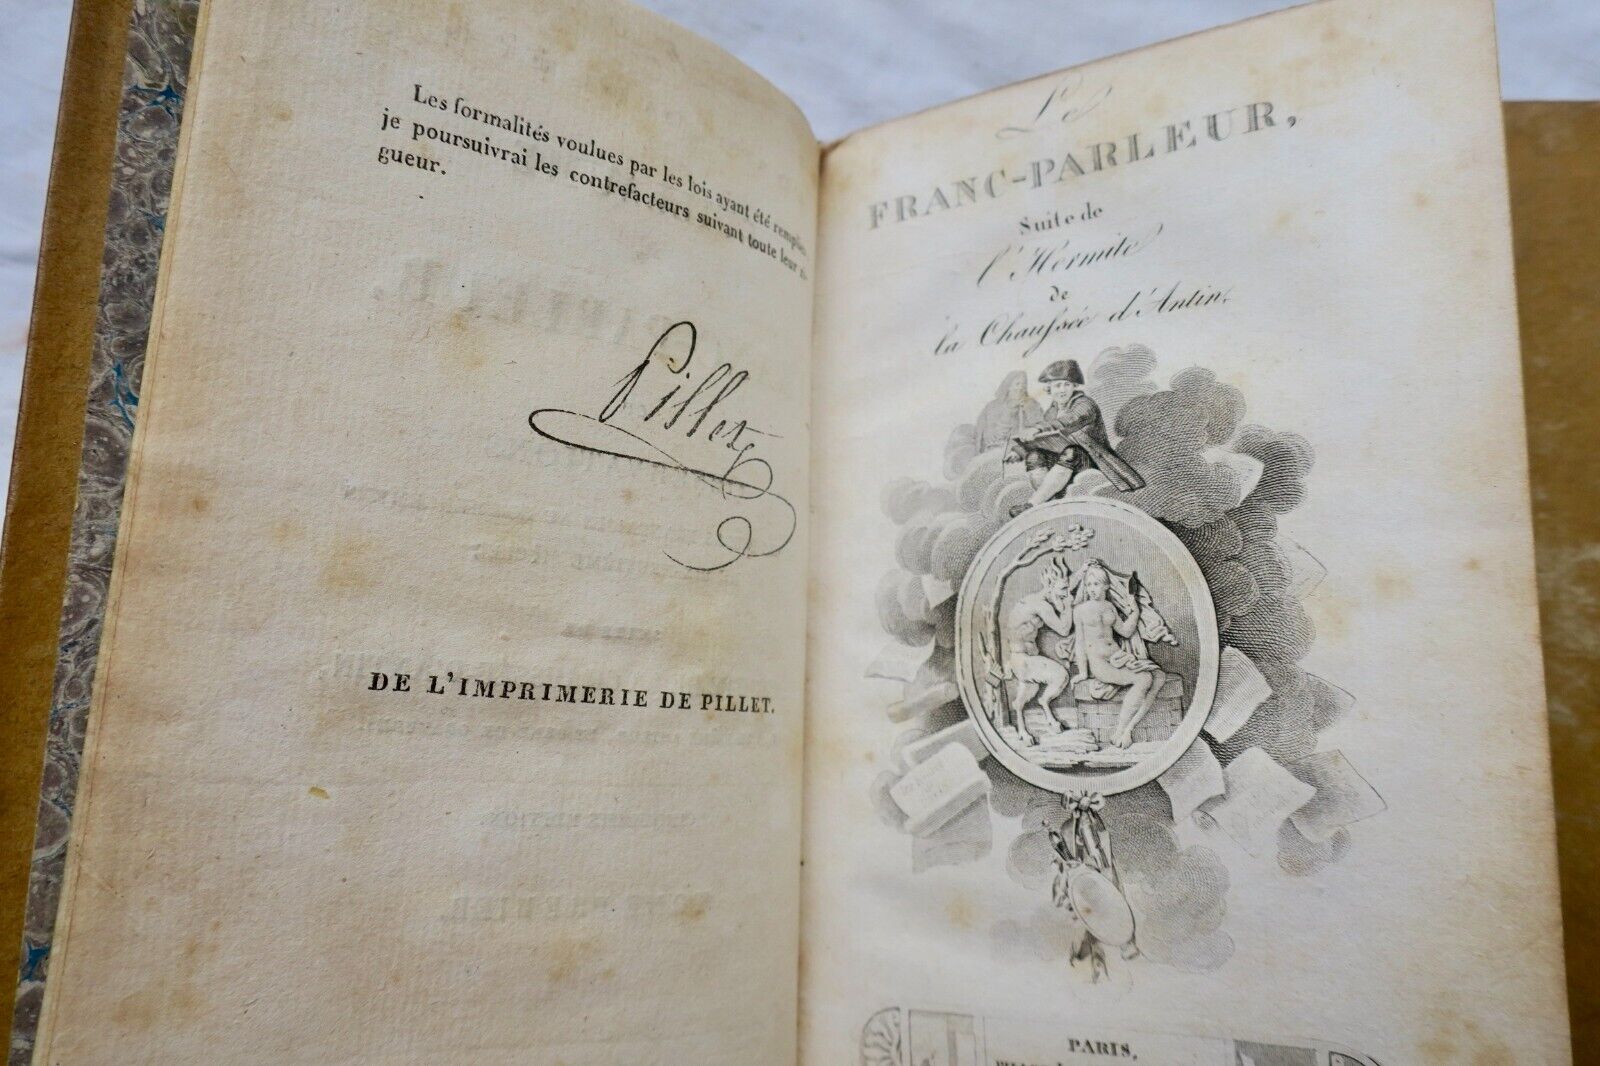 Les formalités voulues par les lois ayant été remplies
je poursuivrai les contrefacteurs suivant toute leur ri-
gueur.
Pillet
DE L'IMPRIMERIE DE PILLET.
Le
FRANC-PARLEUR,
Suite de
l'Hermite
de
la Chaussée d'Antin.
PARIS,